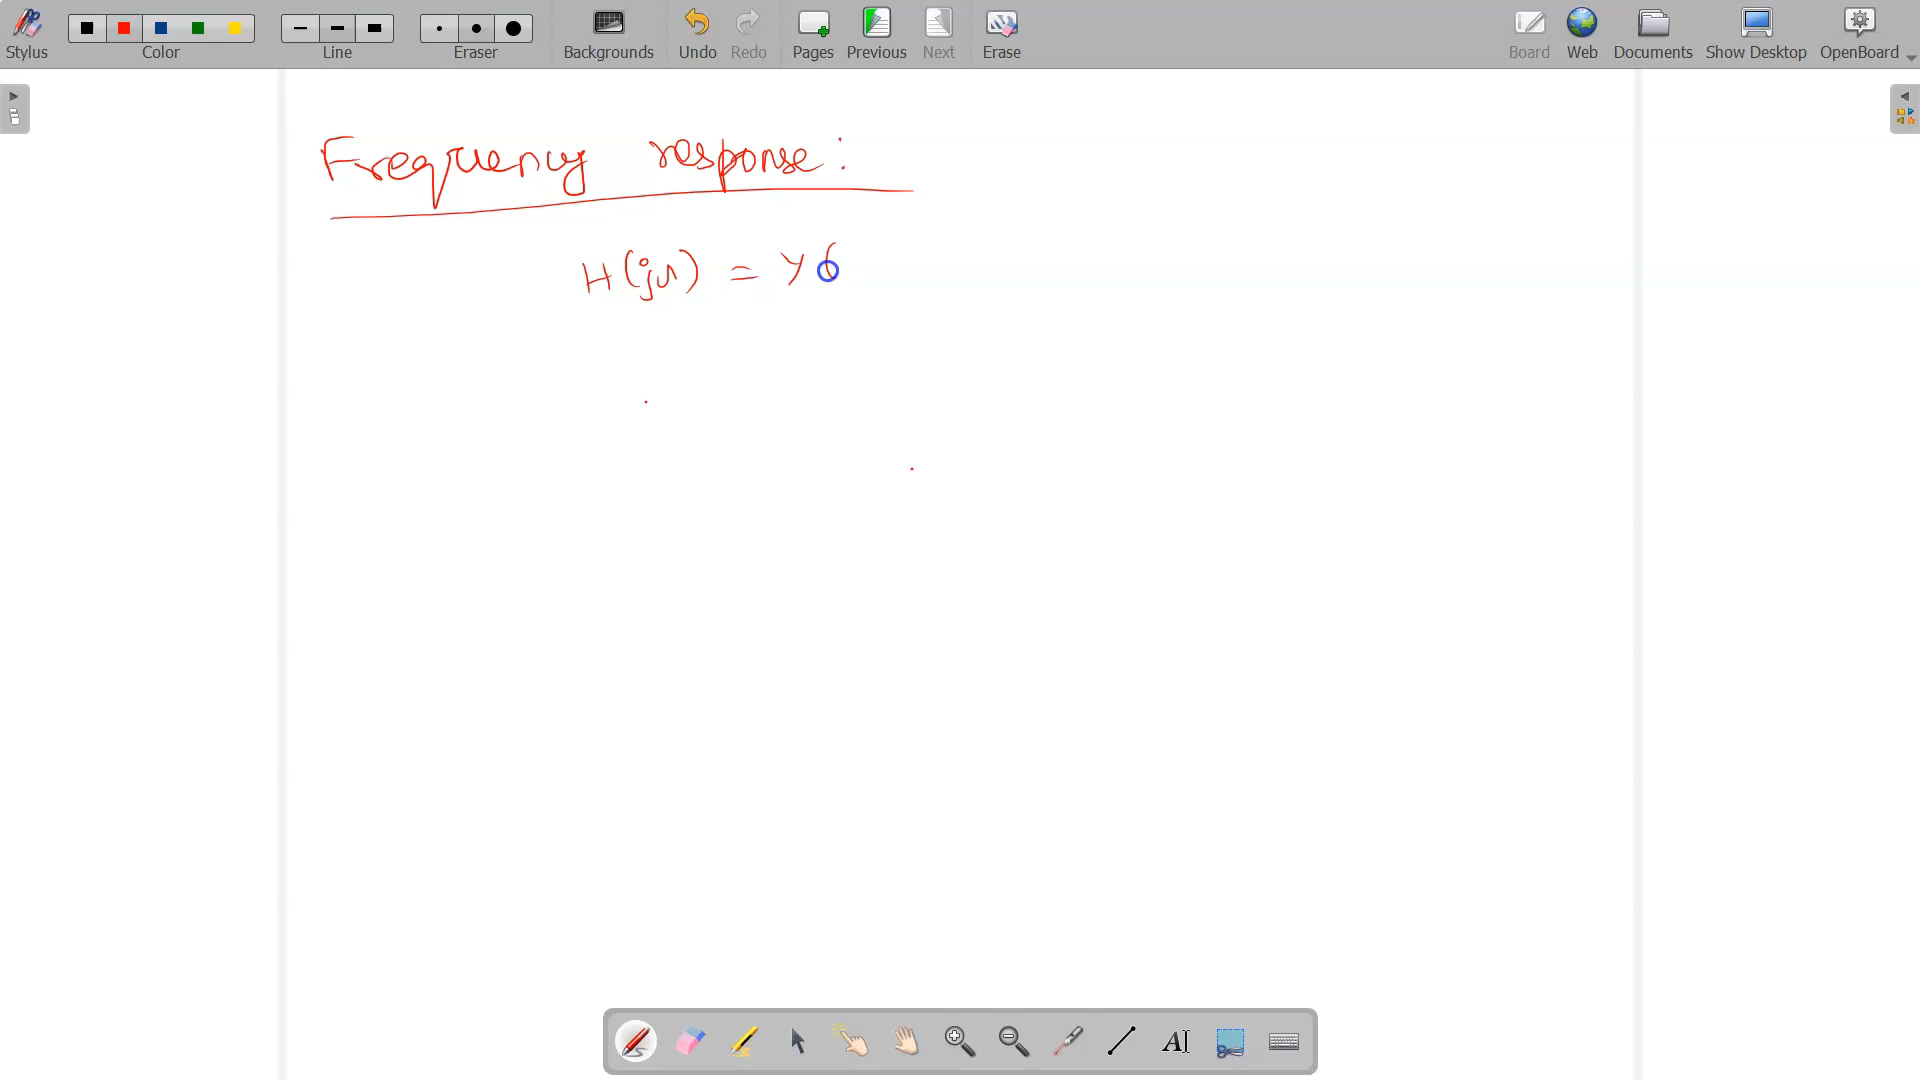 Stylus Color Line Eraser Backgrounds Undo Redo Pages Previous Next Erase Board Web Documents Show Desktop OpenBoard
Frequency response:
H(jω) = Y(
AI